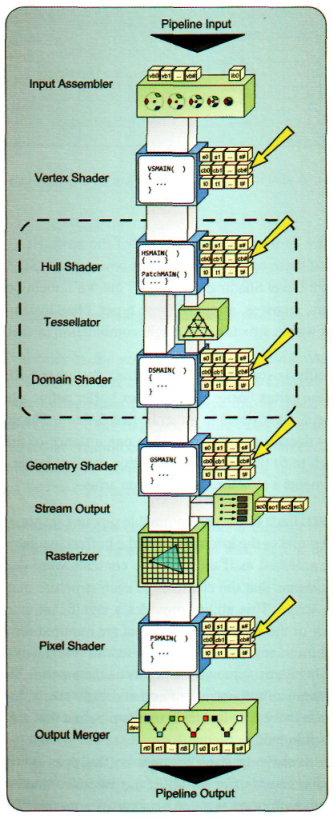 Pipeline Input
vb0 vb1 ... vb# ib0
Input Assembler
Vertex Shader
VSMAIN( )
{
...
}
s0 s1 ... s#
cb0 cb1 ... cb#
t0 t1 ... t#
Hull Shader
HSMAIN( )
{ ... }
PatchMAIN( )
{ ... }
s0 s1 ... s#
cb0 cb1 ... cb#
t0 t1 ... t#
Tessellator
Domain Shader
DSMAIN( )
{
...
}
s0 s1 ... s#
cb0 cb1 ... cb#
t0 t1 ... t#
Geometry Shader
GSMAIN( )
{
...
}
s0 s1 ... s#
cb0 cb1 ... cb#
t0 t1 ... t#
Stream Output
so0 so1 so2 so3
Rasterizer
Pixel Shader
PSMAIN( )
{
...
}
s0 s1 ... s#
cb0 cb1 ... cb#
t0 t1 ... t#
Output Merger
rt0 rt1 ... rt8 u0 u1 ... u#
Pipeline Output